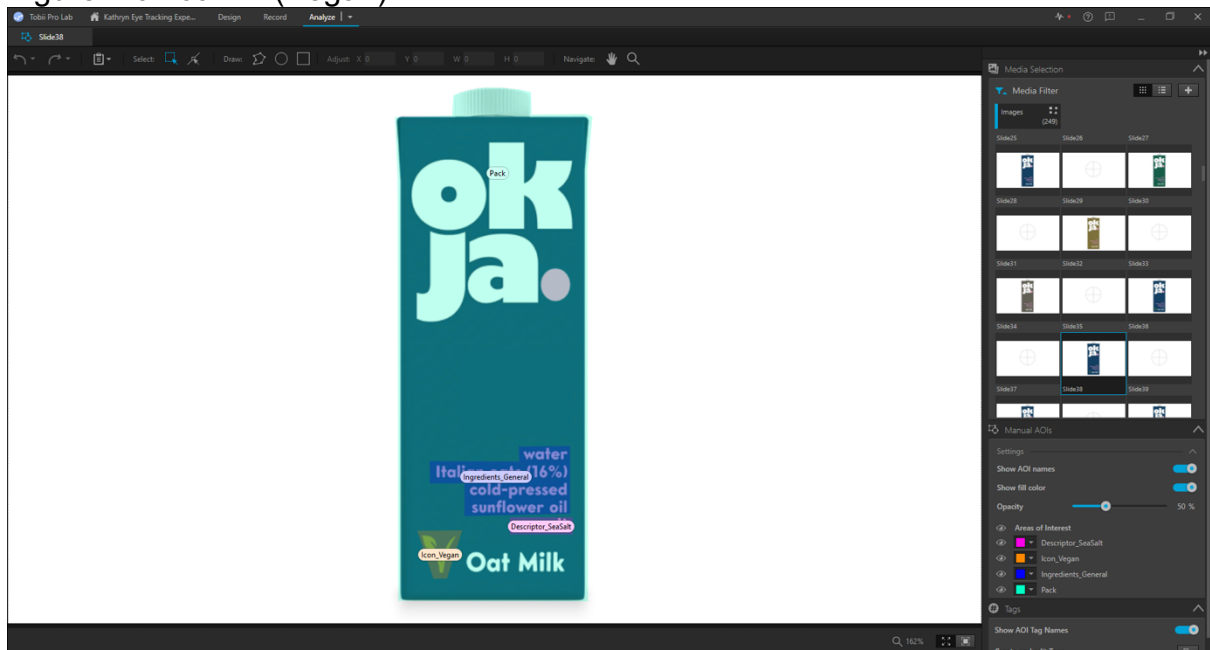 Tobii Pro Lab
Kathryn Eye Tracking Expe...
Design
Record
Analyze
Slide38
Select:
Draw:
Adjust: X 0 Y 0 W 0 H 0
Navigate:
ok
ja.
Pack
water
Italian oats (16%)
Ingredients_General
cold-pressed
sunflower oil
Descriptor_SeaSalt
Icon_Vegan
Oat Milk
162%
Media Selection
Media Filter
Images
(249)
Slide25 Slide26 Slide27
Slide28 Slide29 Slide30
Slide31 Slide32 Slide33
Slide34 Slide35 Slide36
Slide37 Slide38 Slide39
Manual AOIs
Settings
Show AOI names
Show fill color
Opacity 50 %
Areas of Interest
Descriptor_SeaSalt
Icon_Vegan
Ingredients_General
Pack
Tags
Show AOI Tag Names